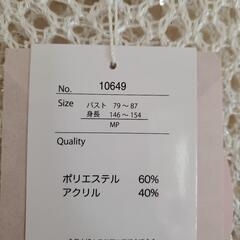 No. 10649
Size バスト 79～87
身長 146～154
MP
Quality
ポリエステル 60%
アクリル 40%